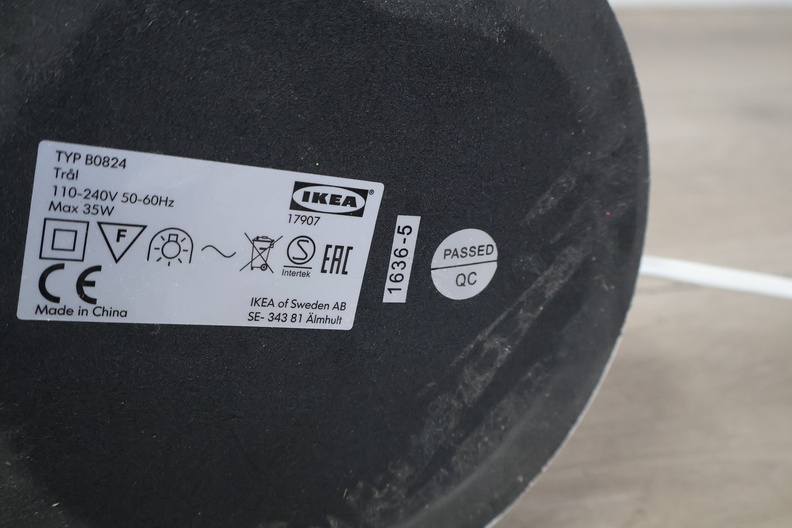 TYP B0824
Trål
110-240V 50-60Hz
Max 35W
IKEA®
17907
F
S
Intertek
EAC
CE
Made in China
IKEA of Sweden AB
SE- 343 81 Älmhult
1636-5
PASSED
QC